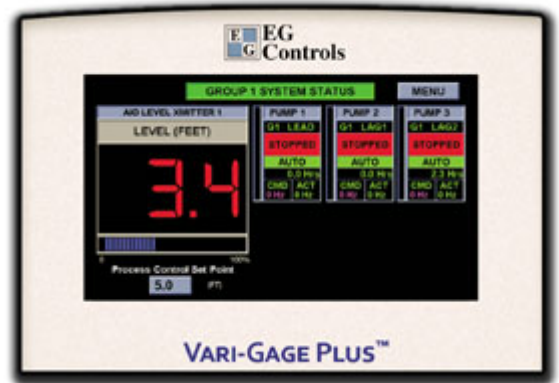 EG
EG Controls
GROUP 1 SYSTEM STATUS
MENU
AIO LEVEL XMITTER 1
LEVEL (FEET)
3.4
0 100%
Process Control Set Point
5.0 (FT)
PUMP 1
G1 LEAD
STOPPED
AUTO
0.0 Hrs
CMD ACT
0 Hz 0 Hz
PUMP 2
G1 LAG1
STOPPED
AUTO
0.0 Hrs
CMD ACT
0 Hz 0 Hz
PUMP 3
G1 LAG2
STOPPED
AUTO
2.3 Hrs
CMD ACT
0 Hz 0 Hz
VARI-GAGE PLUS™